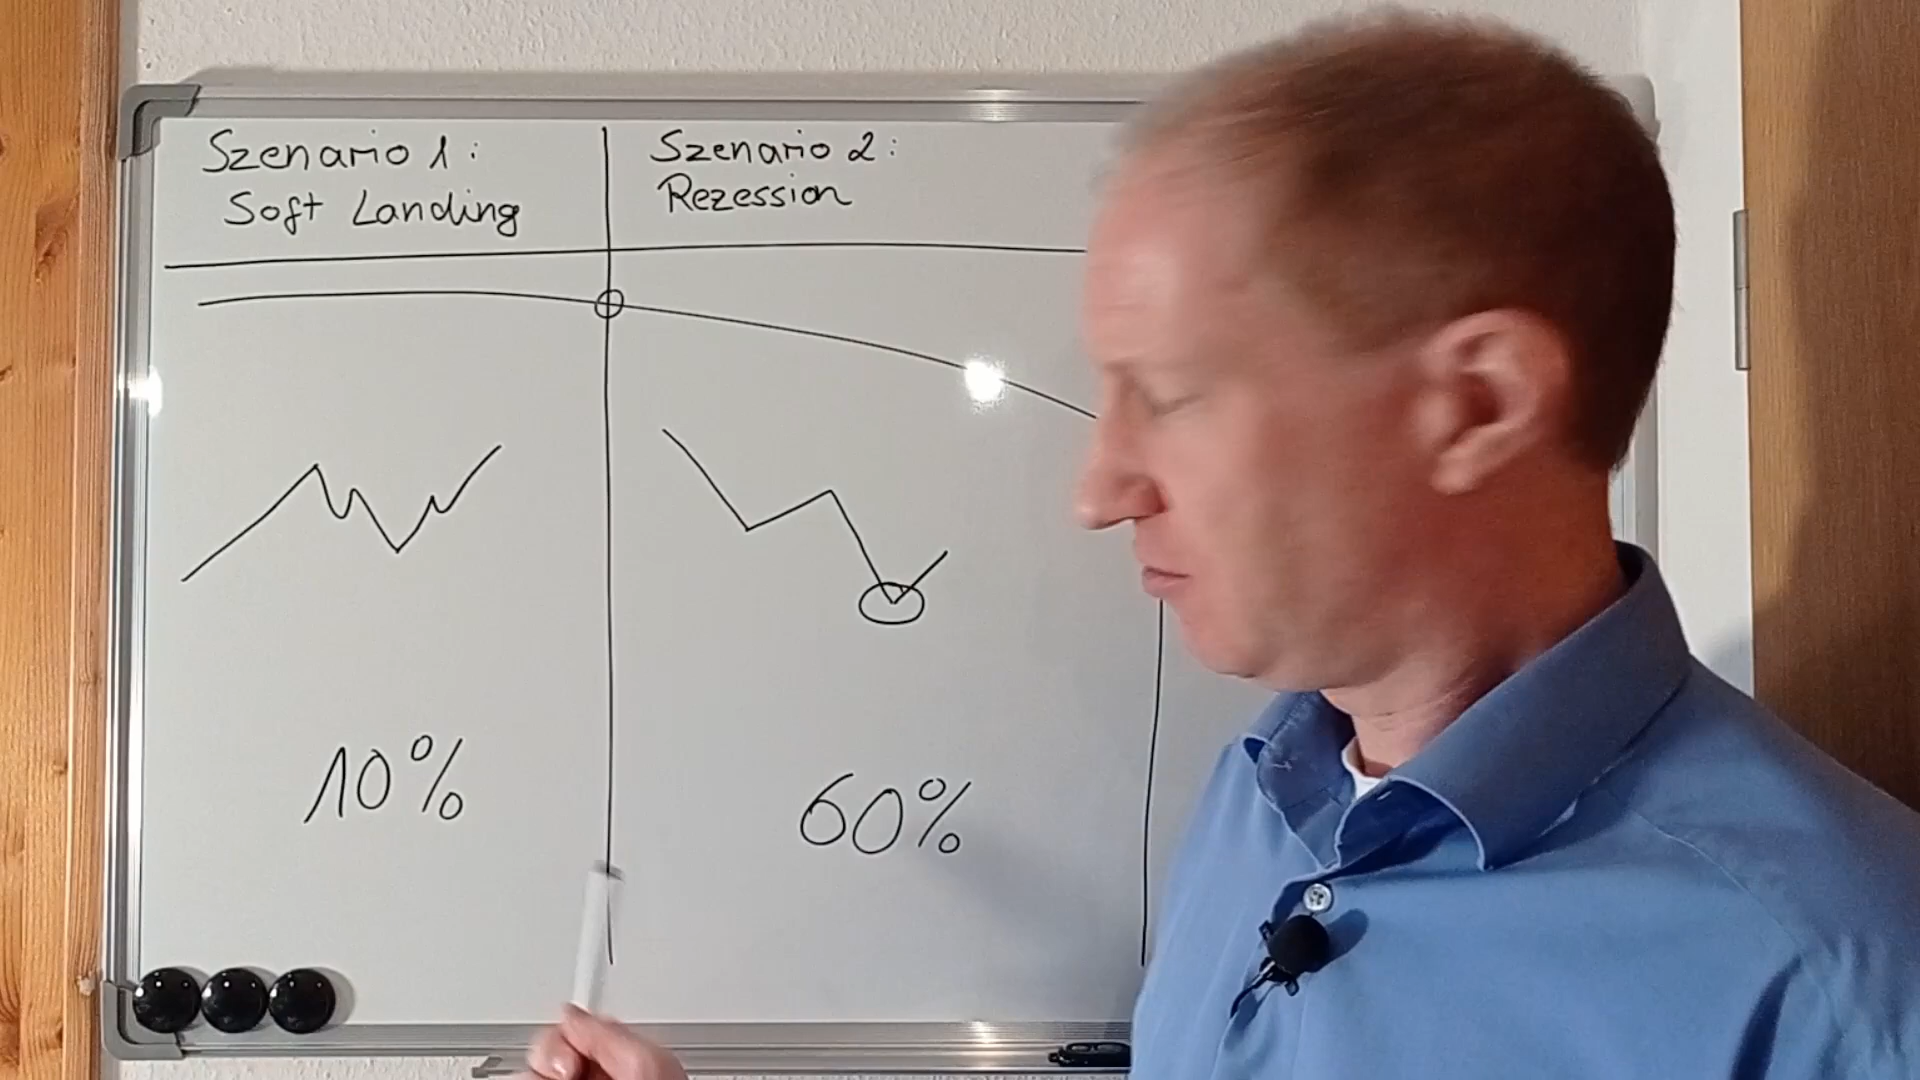 Szenario 1:
Soft Landing
Szenario 2:
Rezession
10%
60%